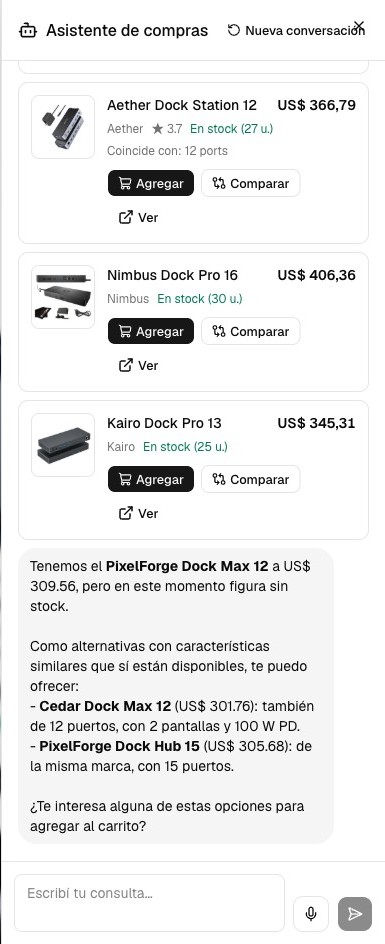 Asistente de compras
Nueva conversación
Aether Dock Station 12 US$ 366,79
Aether ★ 3.7 En stock (27 u.)
Coincide con: 12 ports
Agregar Comparar
Ver
Nimbus Dock Pro 16 US$ 406,36
Nimbus En stock (30 u.)
Agregar Comparar
Ver
Kairo Dock Pro 13 US$ 345,31
Kairo En stock (25 u.)
Agregar Comparar
Ver
Tenemos el PixelForge Dock Max 12 a US$
309.56, pero en este momento figura sin
stock.
Como alternativas con características
similares que sí están disponibles, te puedo
ofrecer:
- Cedar Dock Max 12 (US$ 301.76): también
de 12 puertos, con 2 pantallas y 100 W PD.
- PixelForge Dock Hub 15 (US$ 305.68): de
la misma marca, con 15 puertos.
¿Te interesa alguna de estas opciones para
agregar al carrito?
Escribí tu consulta...